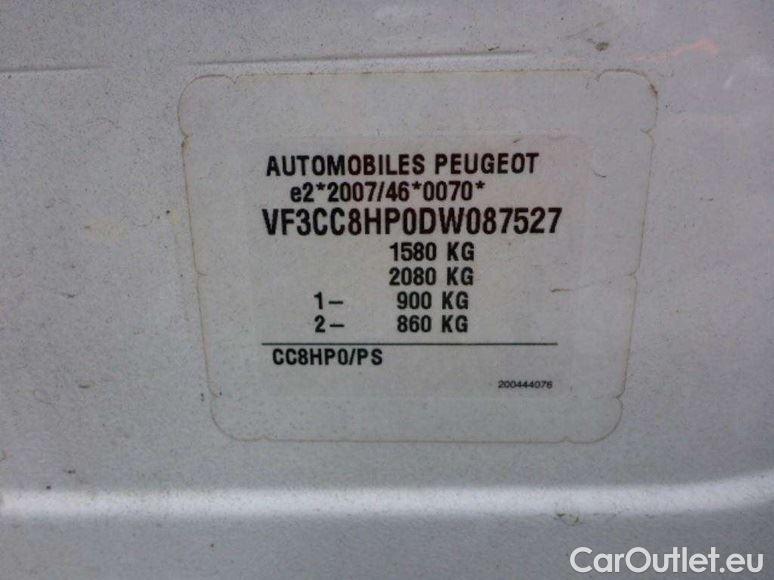 AUTOMOBILES PEUGEOT
e2*2007/46*0070*
VF3CC8HP0DW087527
1580 KG
2080 KG
1- 900 KG
2- 860 KG
CC8HP0/PS
200444076
CarOutlet.eu